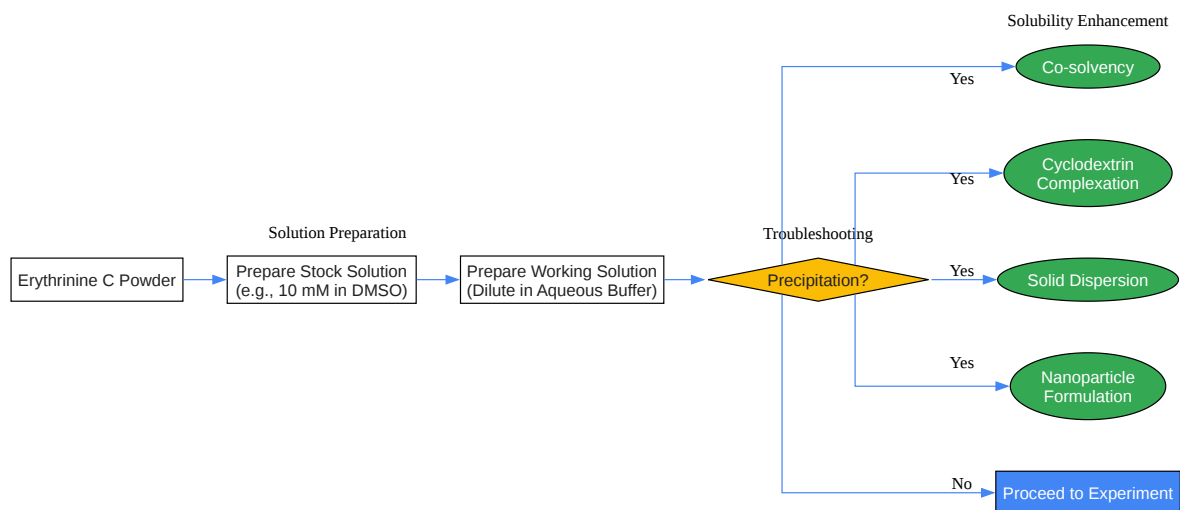 Solubility Enhancement
Co-solvency
Yes
Cyclodextrin
Complexation
Yes
Solution Preparation
Troubleshooting
Erythrinine C Powder
Prepare Stock Solution
(e.g., 10 mM in DMSO)
Prepare Working Solution
(Dilute in Aqueous Buffer)
Precipitation?
Yes
Solid Dispersion
Yes
Nanoparticle
Formulation
No
Proceed to Experiment